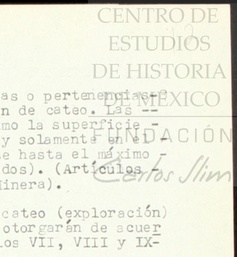 CENTRO DE
ESTUDIOS
DE HISTORIA
DE MÉXICO
FUNDACIÓN
Carlos Slim
as o pertenencias-
n de cateo. Las --
mo la superficie -
y solamente en el -
e hasta el máximo
dos). (Artículos -
inera).
cateo (exploración)
otorgarán de acuer
los VII, VIII y IX-